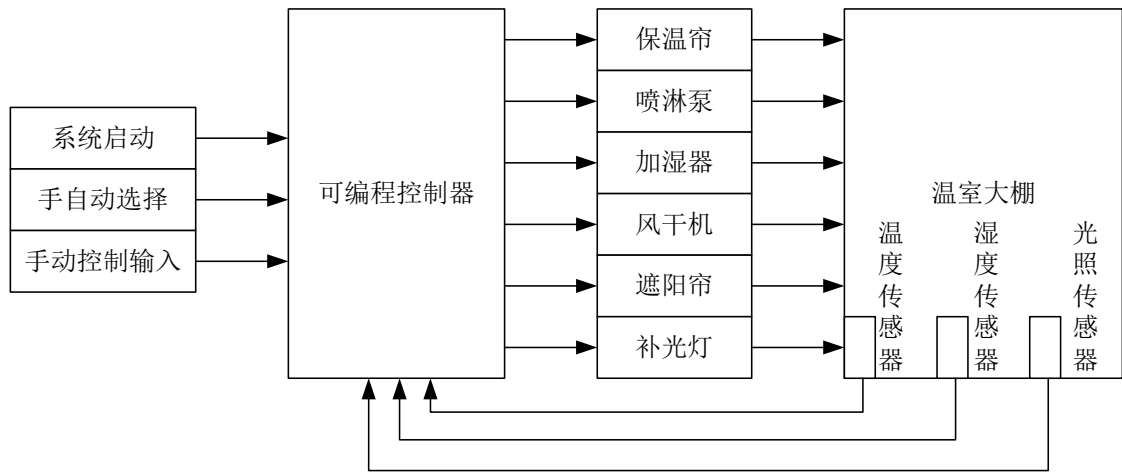 系统启动
手自动选择
手动控制输入
可编程控制器
保温帘
喷淋泵
加湿器
风干机
遮阳帘
补光灯
温室大棚
温度传感器
湿度传感器
光照传感器